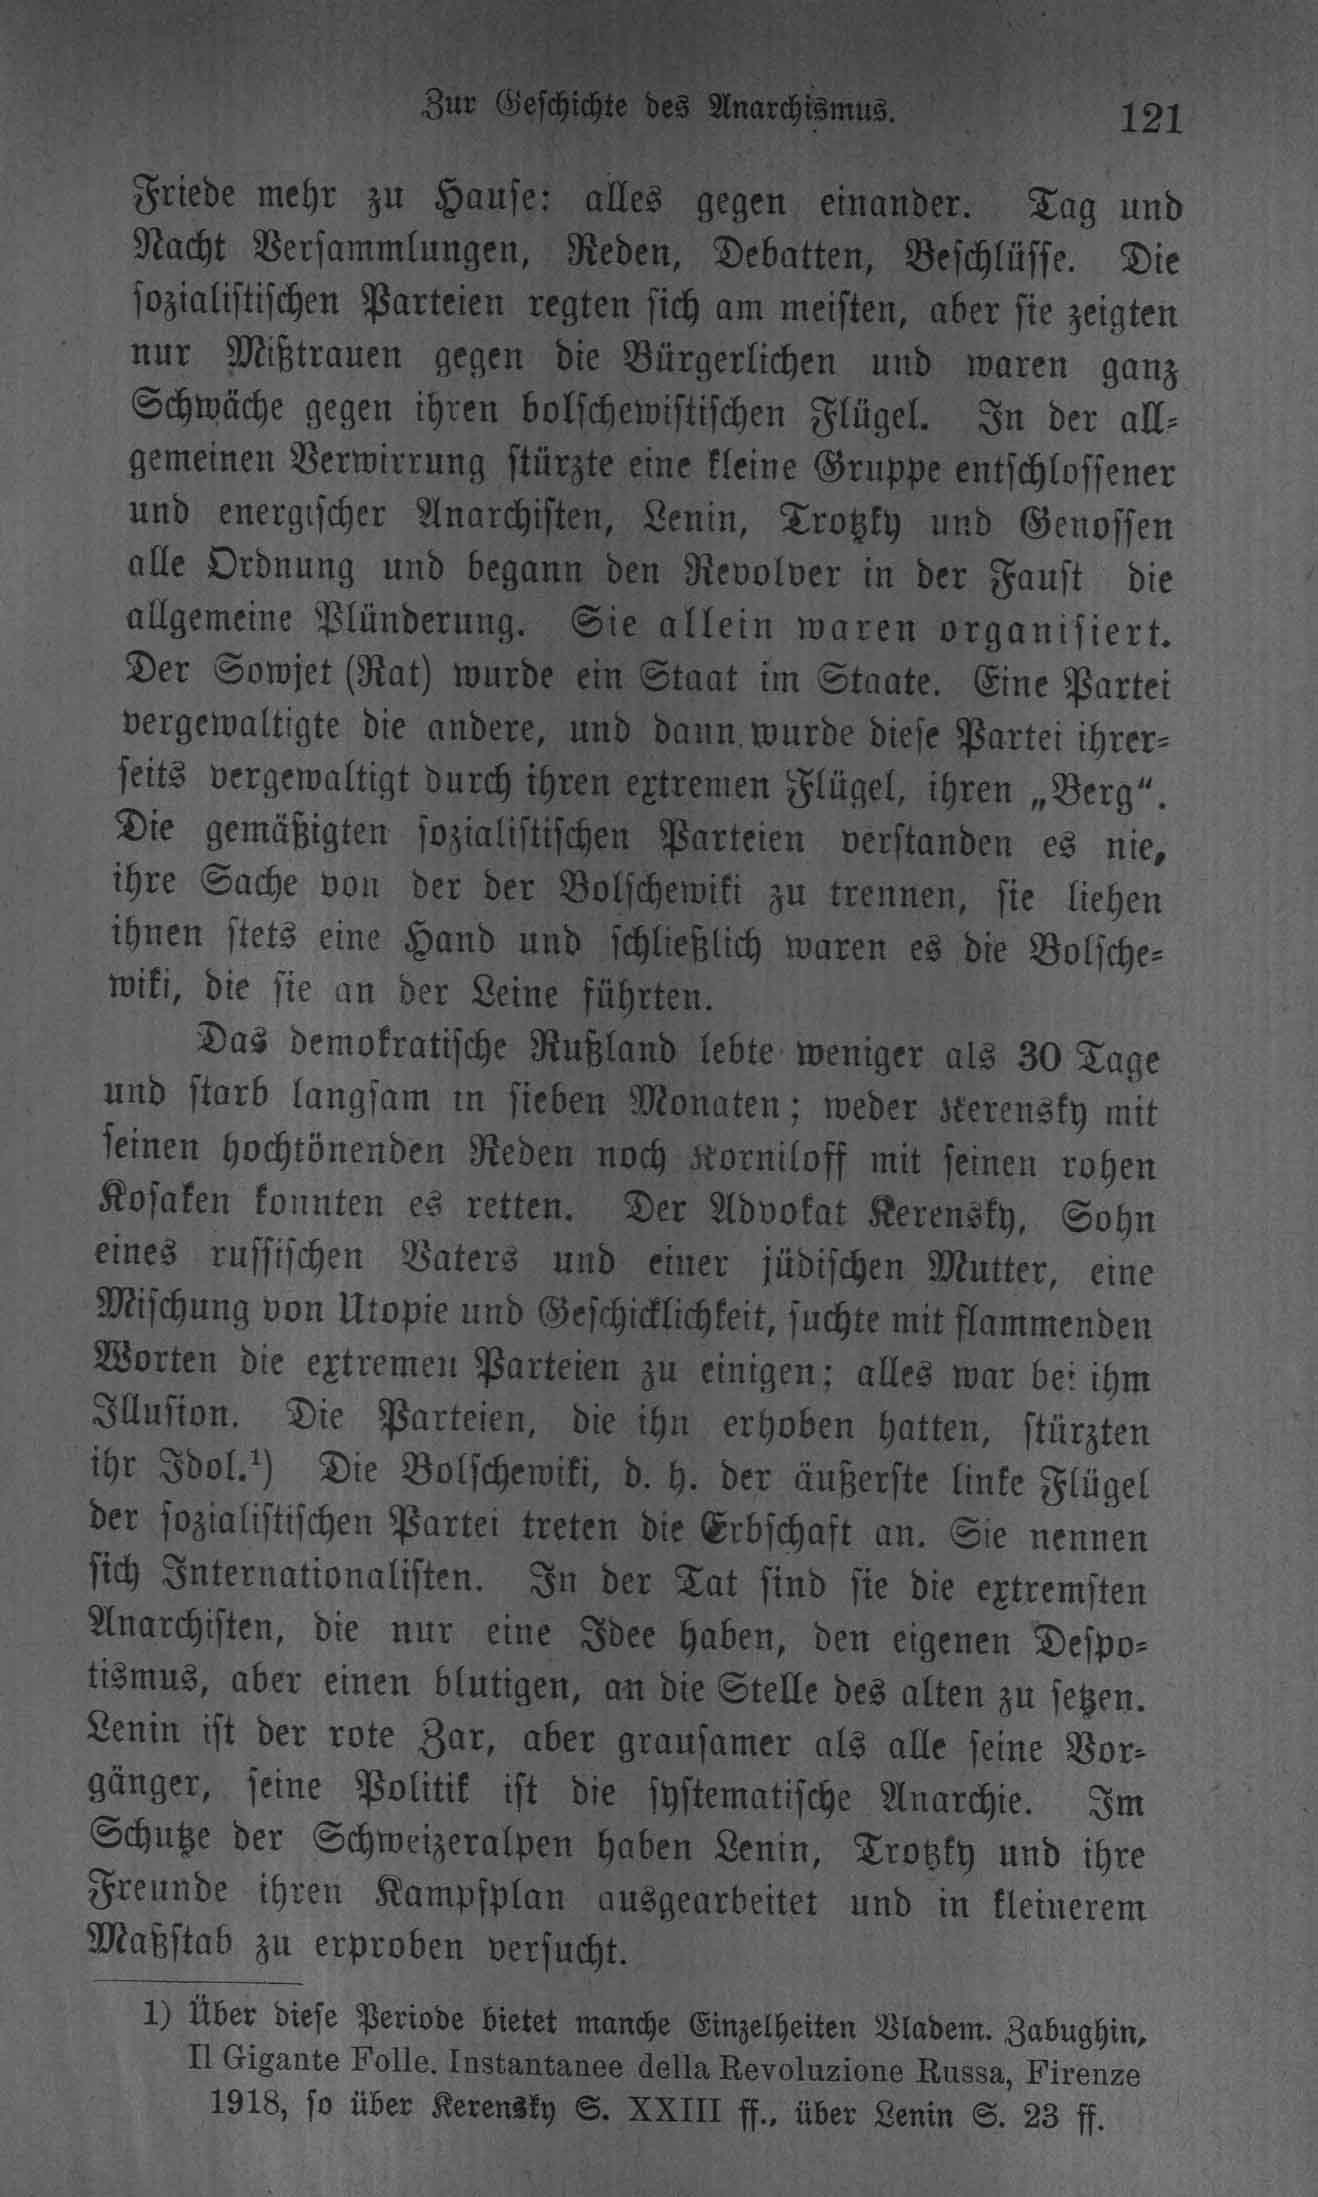 Zur Geschichte des Anarchismus. 121
Friede mehr zu Hause: alles gegen einander. Tag und
Nacht Versammlungen, Reden, Debatten, Beschlüsse. Die
sozialistischen Parteien regten sich am meisten, aber sie zeigten
nur Mißtrauen gegen die Bürgerlichen und waren ganz
Schwäche gegen ihren bolschewistischen Flügel. In der all-
gemeinen Verwirrung stürzte eine kleine Gruppe entschlossener
und energischer Anarchisten, Lenin, Trotzky und Genossen
alle Ordnung und begann den Revolver in der Faust die
allgemeine Plünderung. Sie allein waren organisiert.
Der Sowjet (Rat) wurde ein Staat im Staate. Eine Partei
vergewaltigte die andere, und dann wurde diese Partei ihrer-
seits vergewaltigt durch ihren extremen Flügel, ihren „Berg“.
Die gemäßigten sozialistischen Parteien verstanden es nie,
ihre Sache von der der Bolschewiki zu trennen, sie liehen
ihnen stets eine Hand und schließlich waren es die Bolsche-
wiki, die sie an der Leine führten.
Das demokratische Rußland lebte weniger als 30 Tage
und starb langsam in sieben Monaten; weder Kerensky mit
seinen hochtönenden Reden noch Korniloff mit seinen rohen
Kosaken konnten es retten. Der Advokat Kerensky, Sohn
eines russischen Vaters und einer jüdischen Mutter, eine
Mischung von Utopie und Geschicklichkeit, suchte mit flammenden
Worten die extremen Parteien zu einigen; alles war bei ihm
Illusion. Die Parteien, die ihn erhoben hatten, stürzten
ihr Idol.¹) Die Bolschewiki, d. h. der äußerste linke Flügel
der sozialistischen Partei treten die Erbschaft an. Sie nennen
sich Internationalisten. In der Tat sind sie die extremsten
Anarchisten, die nur eine Idee haben, den eigenen Despo-
tismus, aber einen blutigen, an die Stelle des alten zu setzen.
Lenin ist der rote Zar, aber grausamer als alle seine Vor-
gänger, seine Politik ist die systematische Anarchie. Im
Schutze der Schweizeralpen haben Lenin, Trotzky und ihre
Freunde ihren Kampfplan ausgearbeitet und in kleinerem
Maßstab zu erproben versucht.
1) Über diese Periode bietet manche Einzelheiten Vladem. Zabughin,
Il Gigante Folle. Instantanee della Revoluzione Russa, Firenze
1918, so über Kerensky S. XXIII ff., über Lenin S. 23 ff.